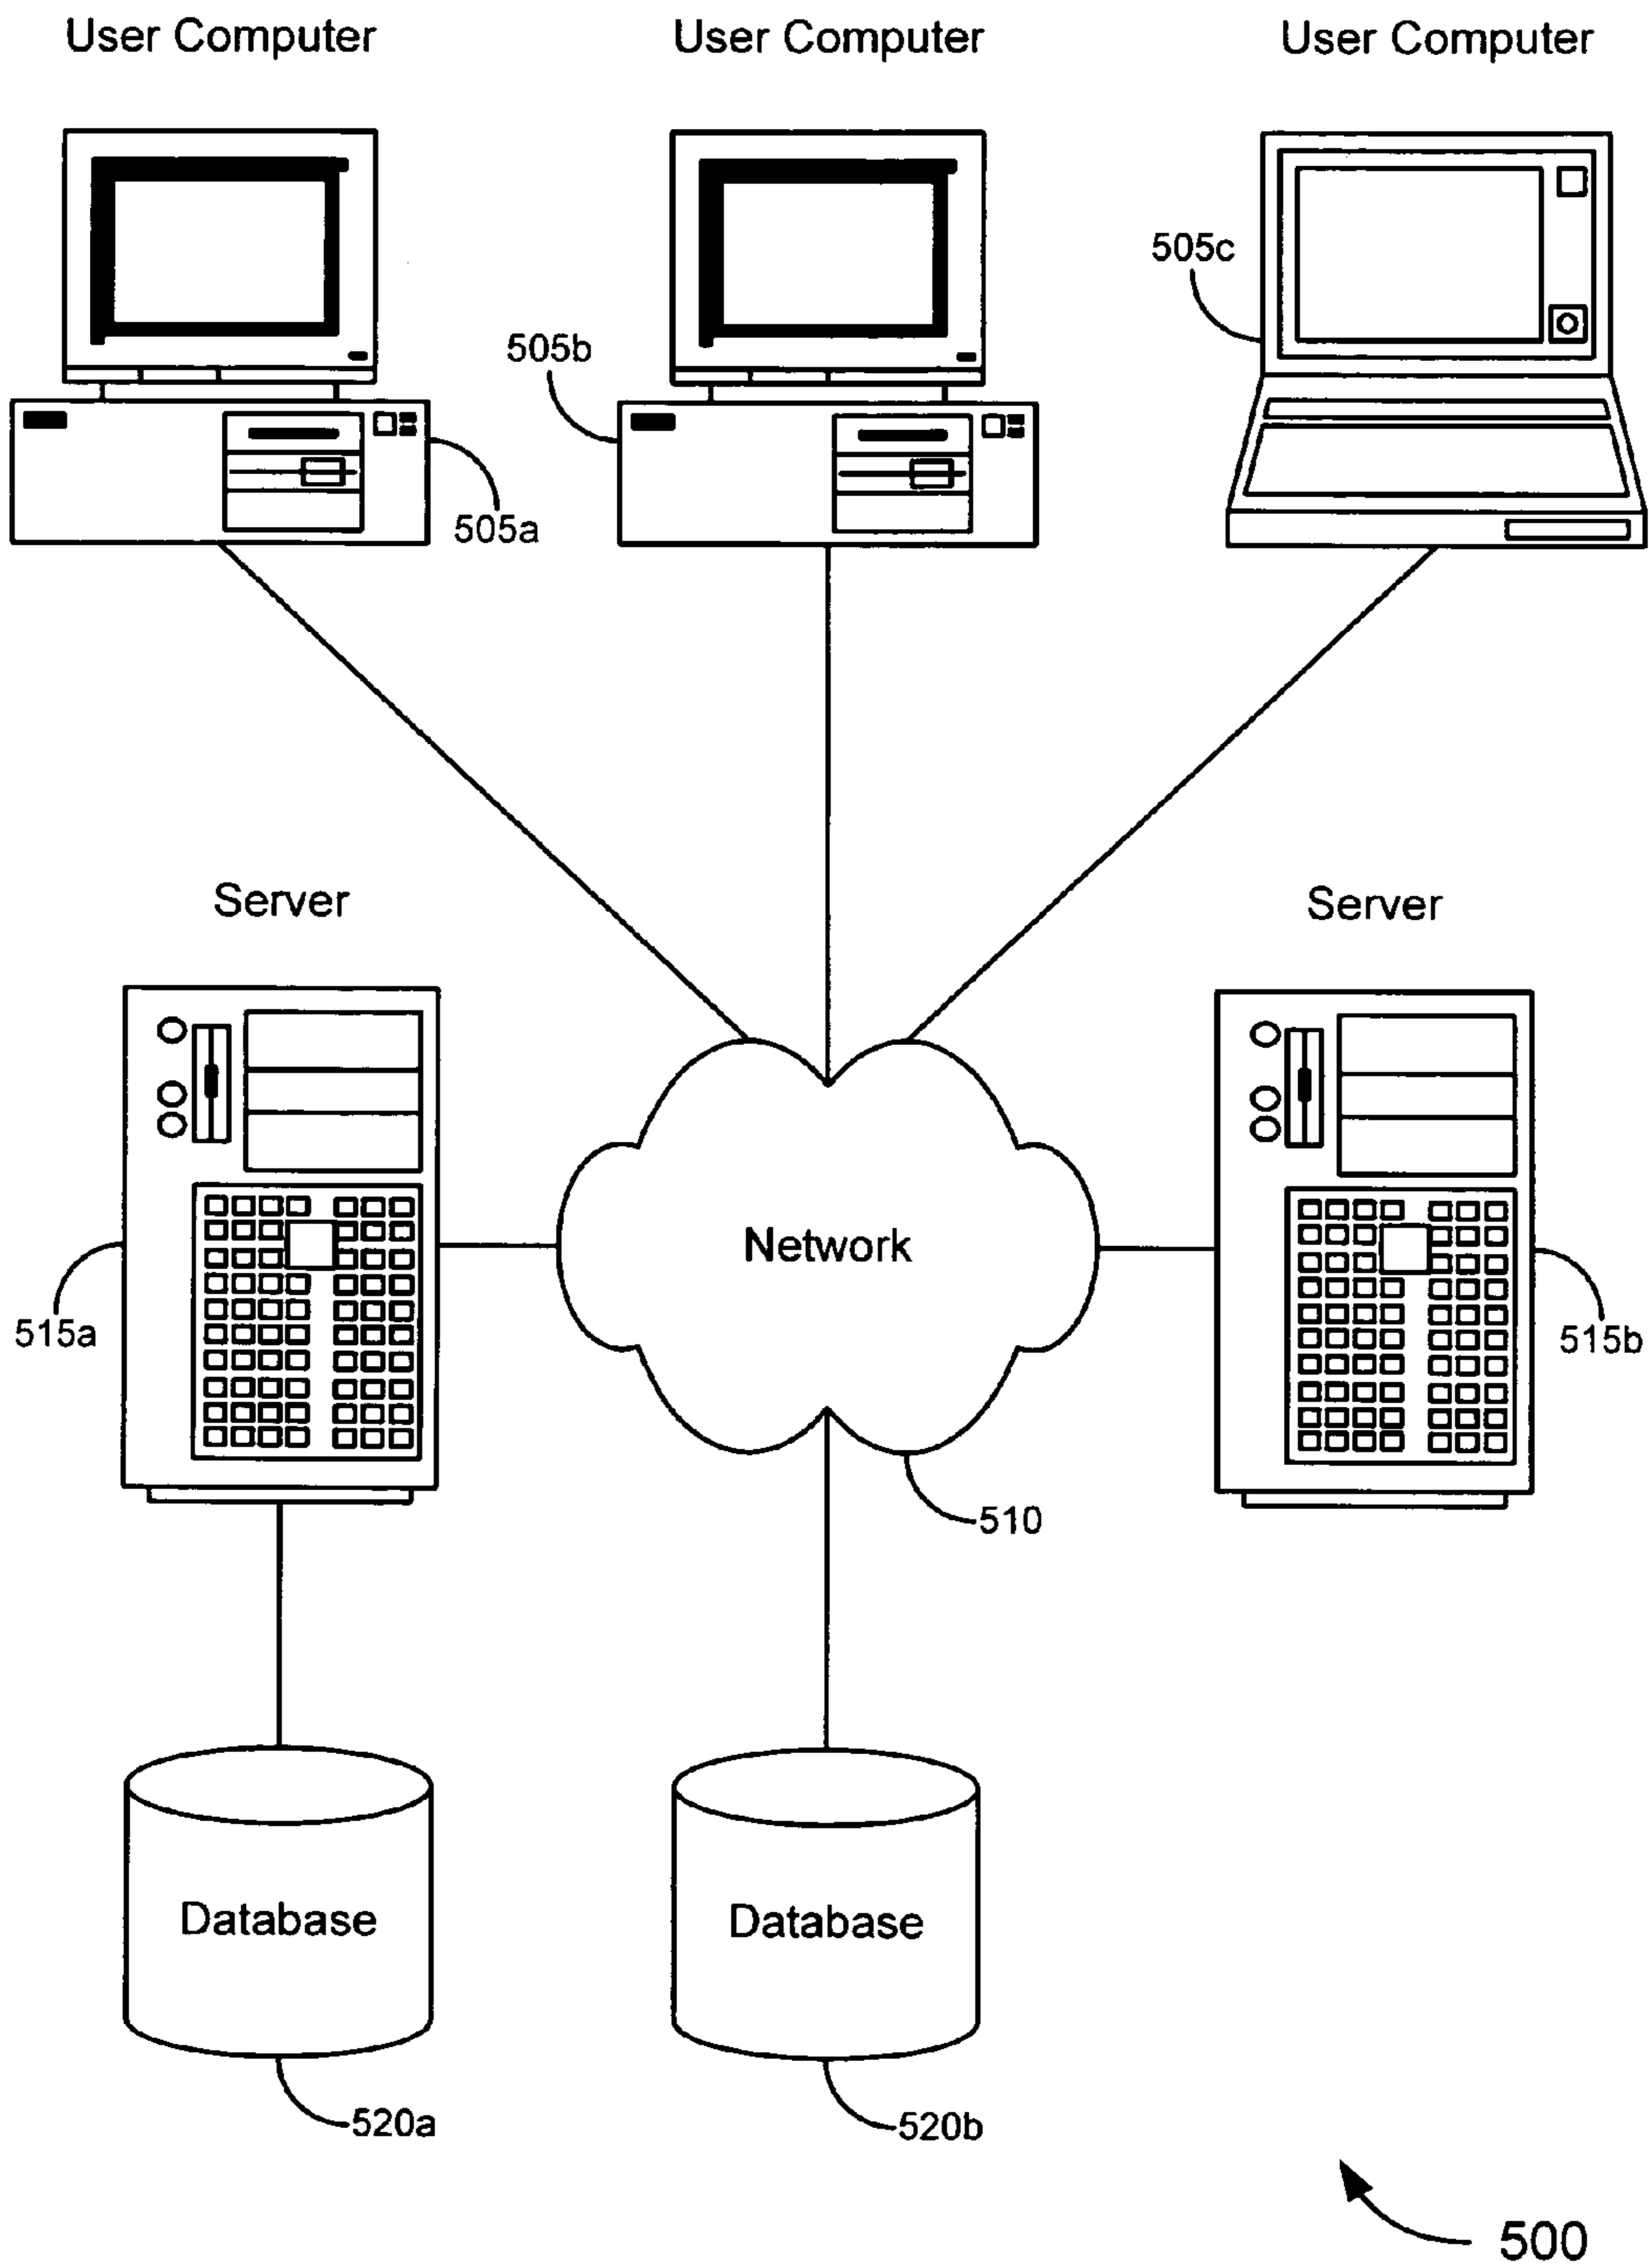 User Computer
User Computer
User Computer
505c
505b
505a
Server
Server
Network
515a
515b
510
Database
Database
520a
520b
500